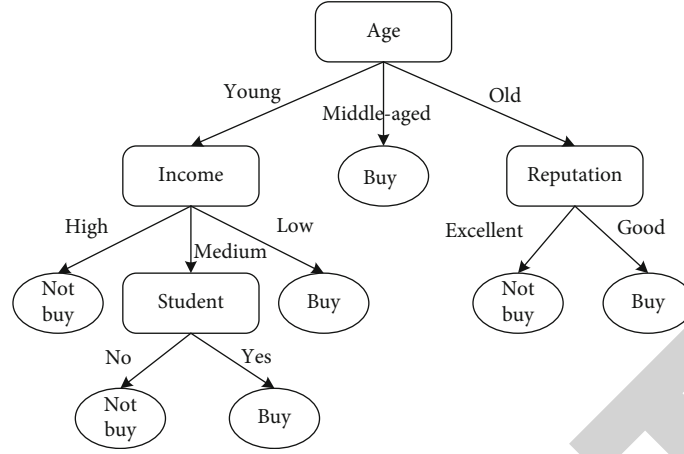 Age
Young
Middle-aged
Old
Income
Buy
Reputation
High
Medium
Low
Excellent
Good
Not
buy
Student
Buy
Not
buy
Buy
No
Yes
Not
buy
Buy